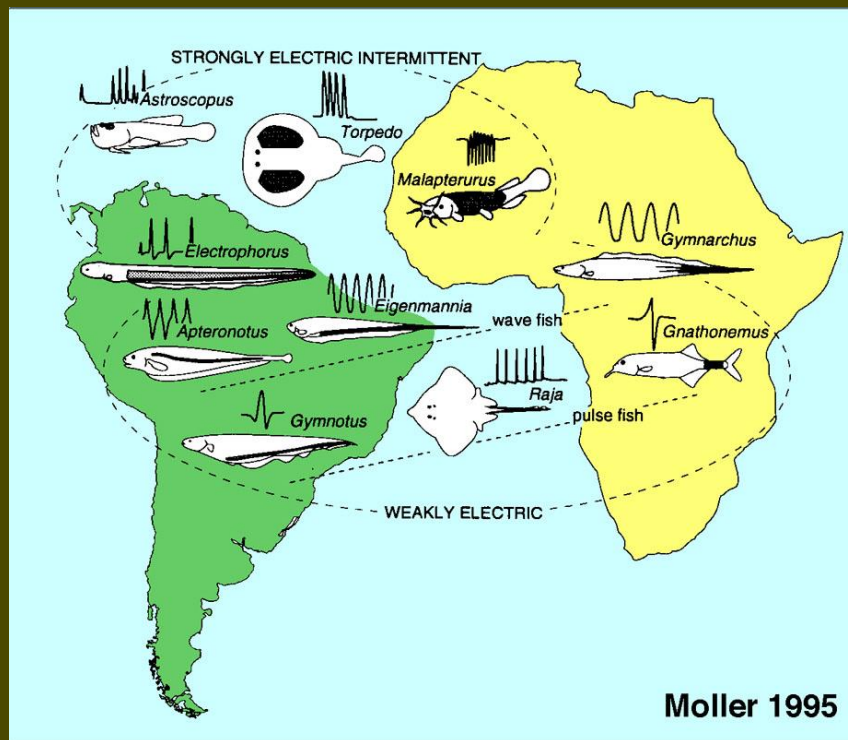 STRONGLY ELECTRIC INTERMITTENT
Astroscopus
Torpedo
Malapterurus
Electrophorus
Gymnarchus
Eigenmannia
Apteronotus
wave fish
Gnathonemus
Raja
pulse fish
Gymnotus
WEAKLY ELECTRIC
Moller 1995